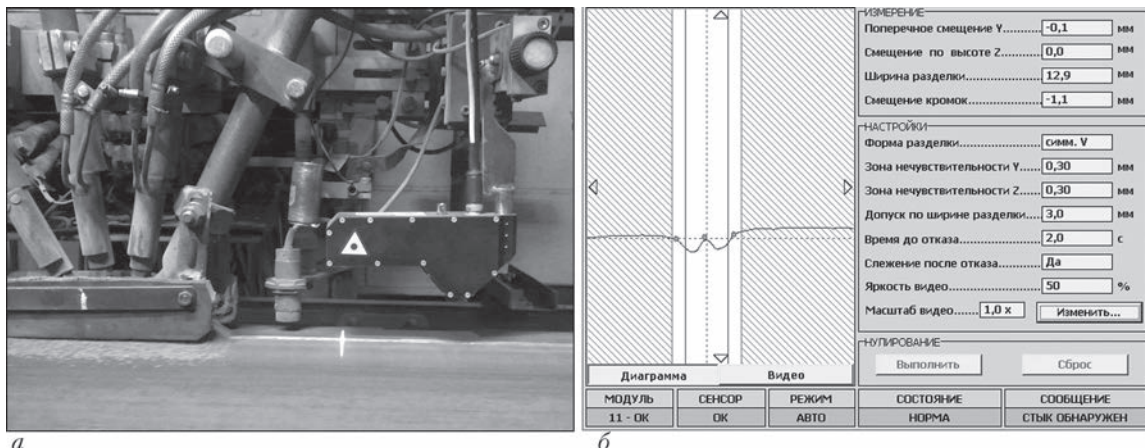 ИЗМЕРЕНИЕ
Поперечное смещение Y -0,1 мм
Смещение по высоте Z 0,0 мм
Ширина разделки 12,9 мм
Смещение кромок -1,1 мм
НАСТРОЙКИ
Форма разделки симм. V
Зона нечувствительности Y 0,30 мм
Зона нечувствительности Z 0,30 мм
Допуск по ширине разделки 3,0 мм
Время до отказа 2,0 с
Слежение после отказа Да
Яркость видео 50 %
Масштаб видео 1,0 x Изменить...
НУЛИРОВАНИЕ
Выполнить Сброс
Диаграмма Видео
МОДУЛЬ СЕНСОР РЕЖИМ СОСТОЯНИЕ СООБЩЕНИЕ
11 - ОК ОК АВТО НОРМА СТЫК ОБНАРУЖЕН
а б